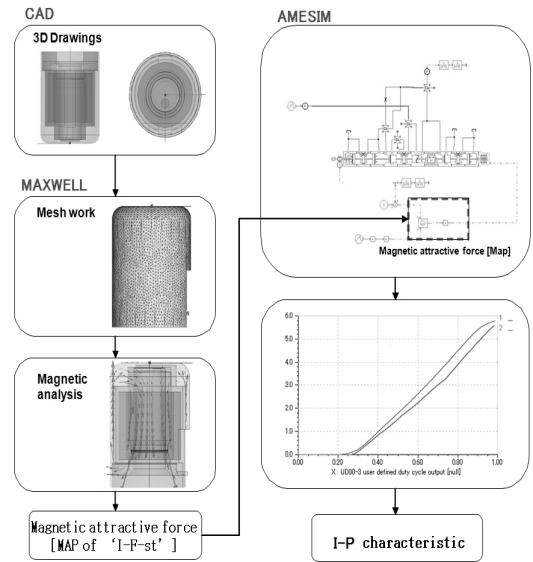 CAD
3D Drawings
MAXWELL
Mesh work
Magnetic
analysis
Magnetic attractive force
[MAP of ‘I-F-st’]
AMESIM
Magnetic attractive force [Map]
6.0
5.0
4.0
3.0
2.0
1.0
0.0
0.00 0.20 0.40 0.60 0.80 1.00
1
2
X : UD00-3 user defined duty cycle output [null]
I-P characteristic